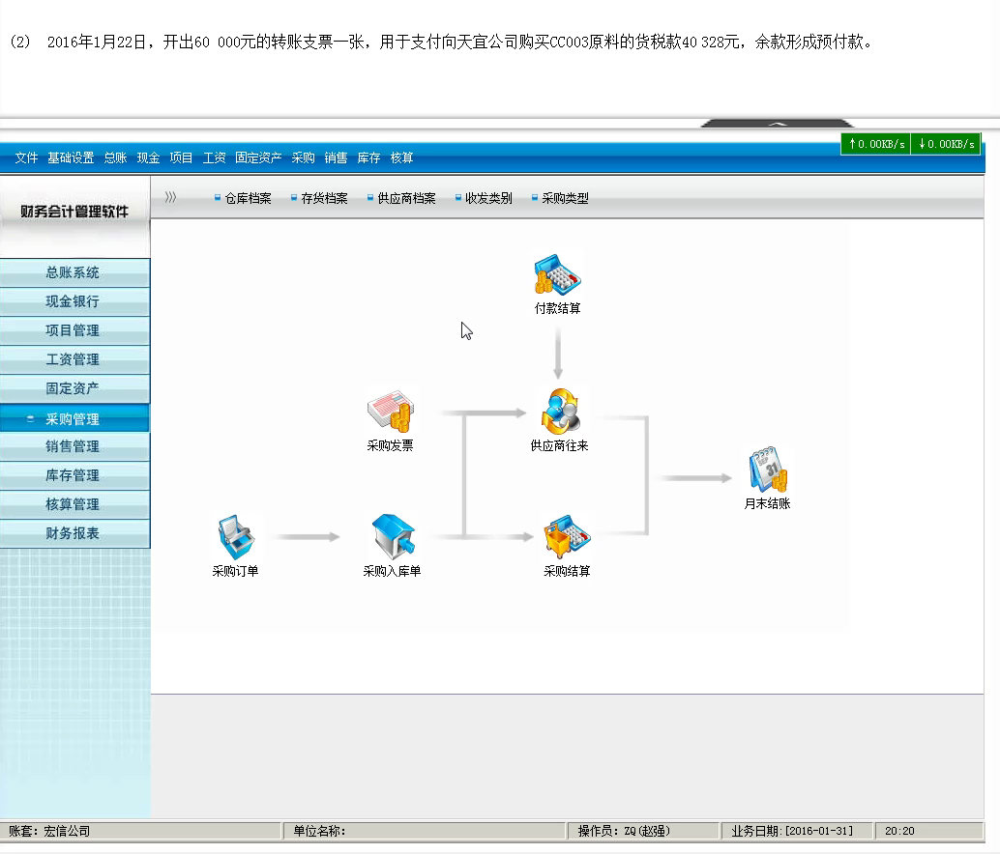 (2) 2016年1月22日，开出60 000元的转账支票一张，用于支付向天宜公司购买CC003原料的货税款40 328元，余款形成预付款。
↑0.00KB/s ↓0.00KB/s
文件 基础设置 总账 现金 项目 工资 固定资产 采购 销售 库存 核算
财务会计管理软件
》 仓库档案 存货档案 供应商档案 收发类别 采购类型
总账系统
现金银行
项目管理
工资管理
固定资产
采购管理
销售管理
库存管理
核算管理
财务报表
付款结算
采购发票
供应商往来
SEP 31
月末结账
采购订单
采购入库单
采购结算
账套：宏信公司
单位名称：
操作员：ZQ(赵强)
业务日期:[2016-01-31]
20:20